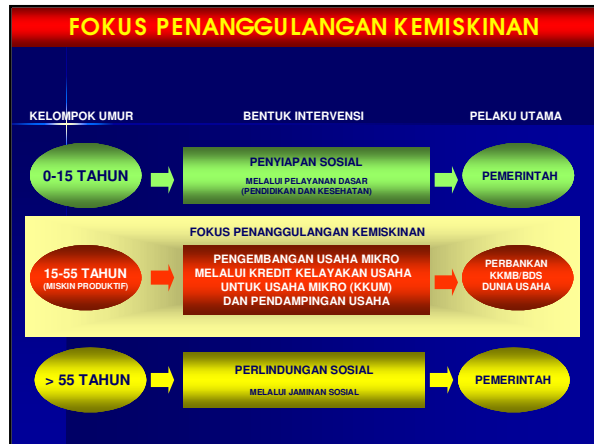 FOKUS PENANGGULANGAN KEMISKINAN
KELOMPOK UMUR
BENTUK INTERVENSI
PELAKU UTAMA
0-15 TAHUN
PENYIAPAN SOSIAL
MELALUI PELAYANAN DASAR
(PENDIDIKAN DAN KESEHATAN)
PEMERINTAH
FOKUS PENANGGULANGAN KEMISKINAN
15-55 TAHUN
(MISKIN PRODUKTIF)
PENGEMBANGAN USAHA MIKRO
MELALUI KREDIT KELAYAKAN USAHA
UNTUK USAHA MIKRO (KKUM)
DAN PENDAMPINGAN USAHA
PERBANKAN
KKMB/BDS
DUNIA USAHA
> 55 TAHUN
PERLINDUNGAN SOSIAL
MELALUI JAMINAN SOSIAL
PEMERINTAH